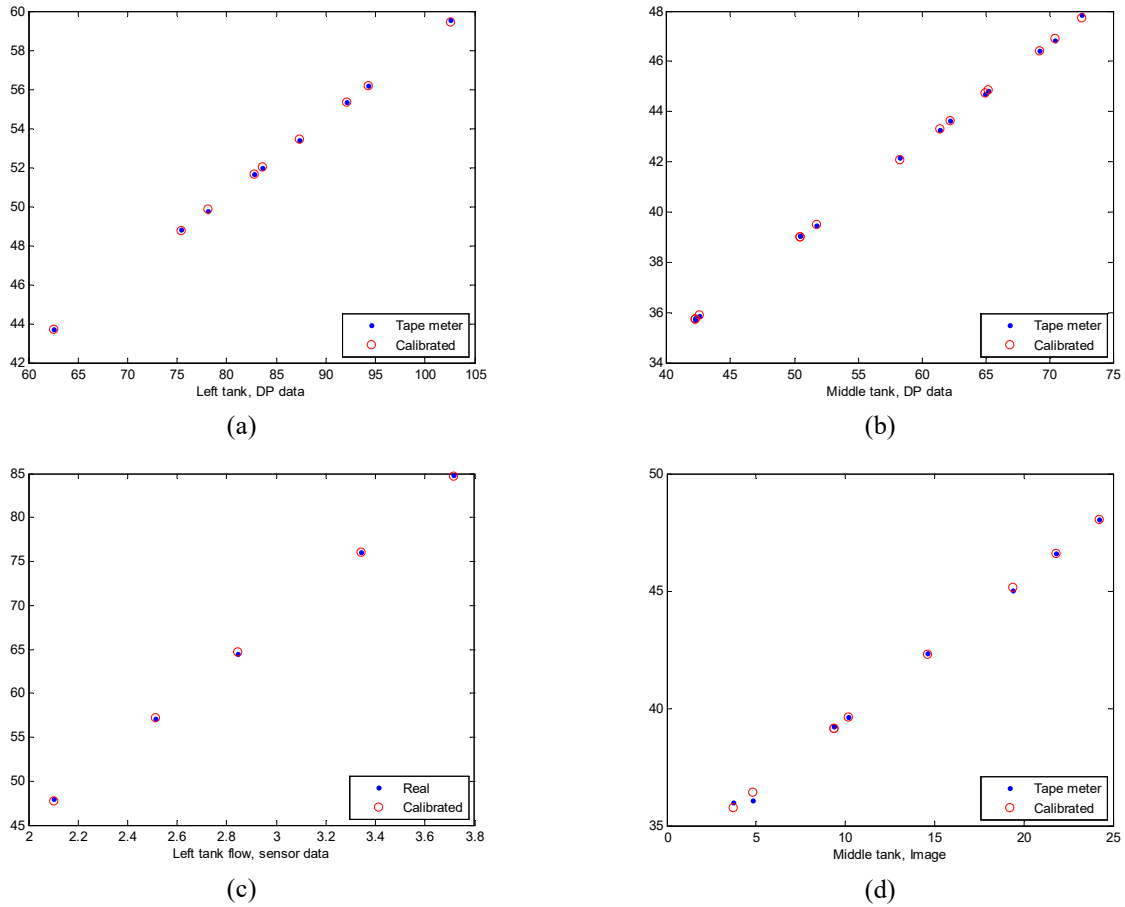 60
58
56
54
52
50
48
46
44
42
60 65 70 75 80 85 90 95 100 105
Tape meter
Calibrated
Left tank, DP data
(a)
48
46
44
42
40
38
36
34
40 45 50 55 60 65 70 75
Tape meter
Calibrated
Middle tank, DP data
(b)
85
80
75
70
65
60
55
50
45
2 2.2 2.4 2.6 2.8 3 3.2 3.4 3.6 3.8
Real
Calibrated
Left tank flow, sensor data
(c)
50
45
40
35
0 5 10 15 20 25
Tape meter
Calibrated
Middle tank, Image
(d)